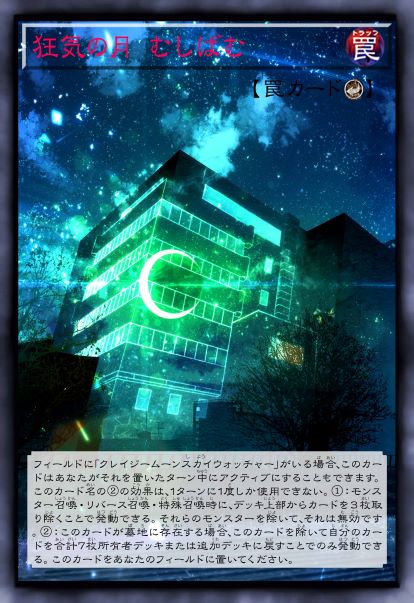 狂気の月 むしばむ
トラップ
罠
【罠カード】
フィールドに「クレイジームーンスカイウォッチャー」がいる場合、このカー
ドはあなたがそれを置いたターン中にアクティブにすることもできます。
このカード名の②の効果は、1ターンに1度しか使用できない。①:モンス
ター召喚・リバース召喚・特殊召喚時に、デッキ上部からカードを3枚取
り除くことで発動できる。それらのモンスターを除いて、それは無効です
。②:このカードが墓地に存在する場合、このカードを除いて自分のカー
ドを合計7枚所有者デッキまたは追加デッキに戻すことでのみ発動でき
る。このカードをあなたのフィールドに置いてください。